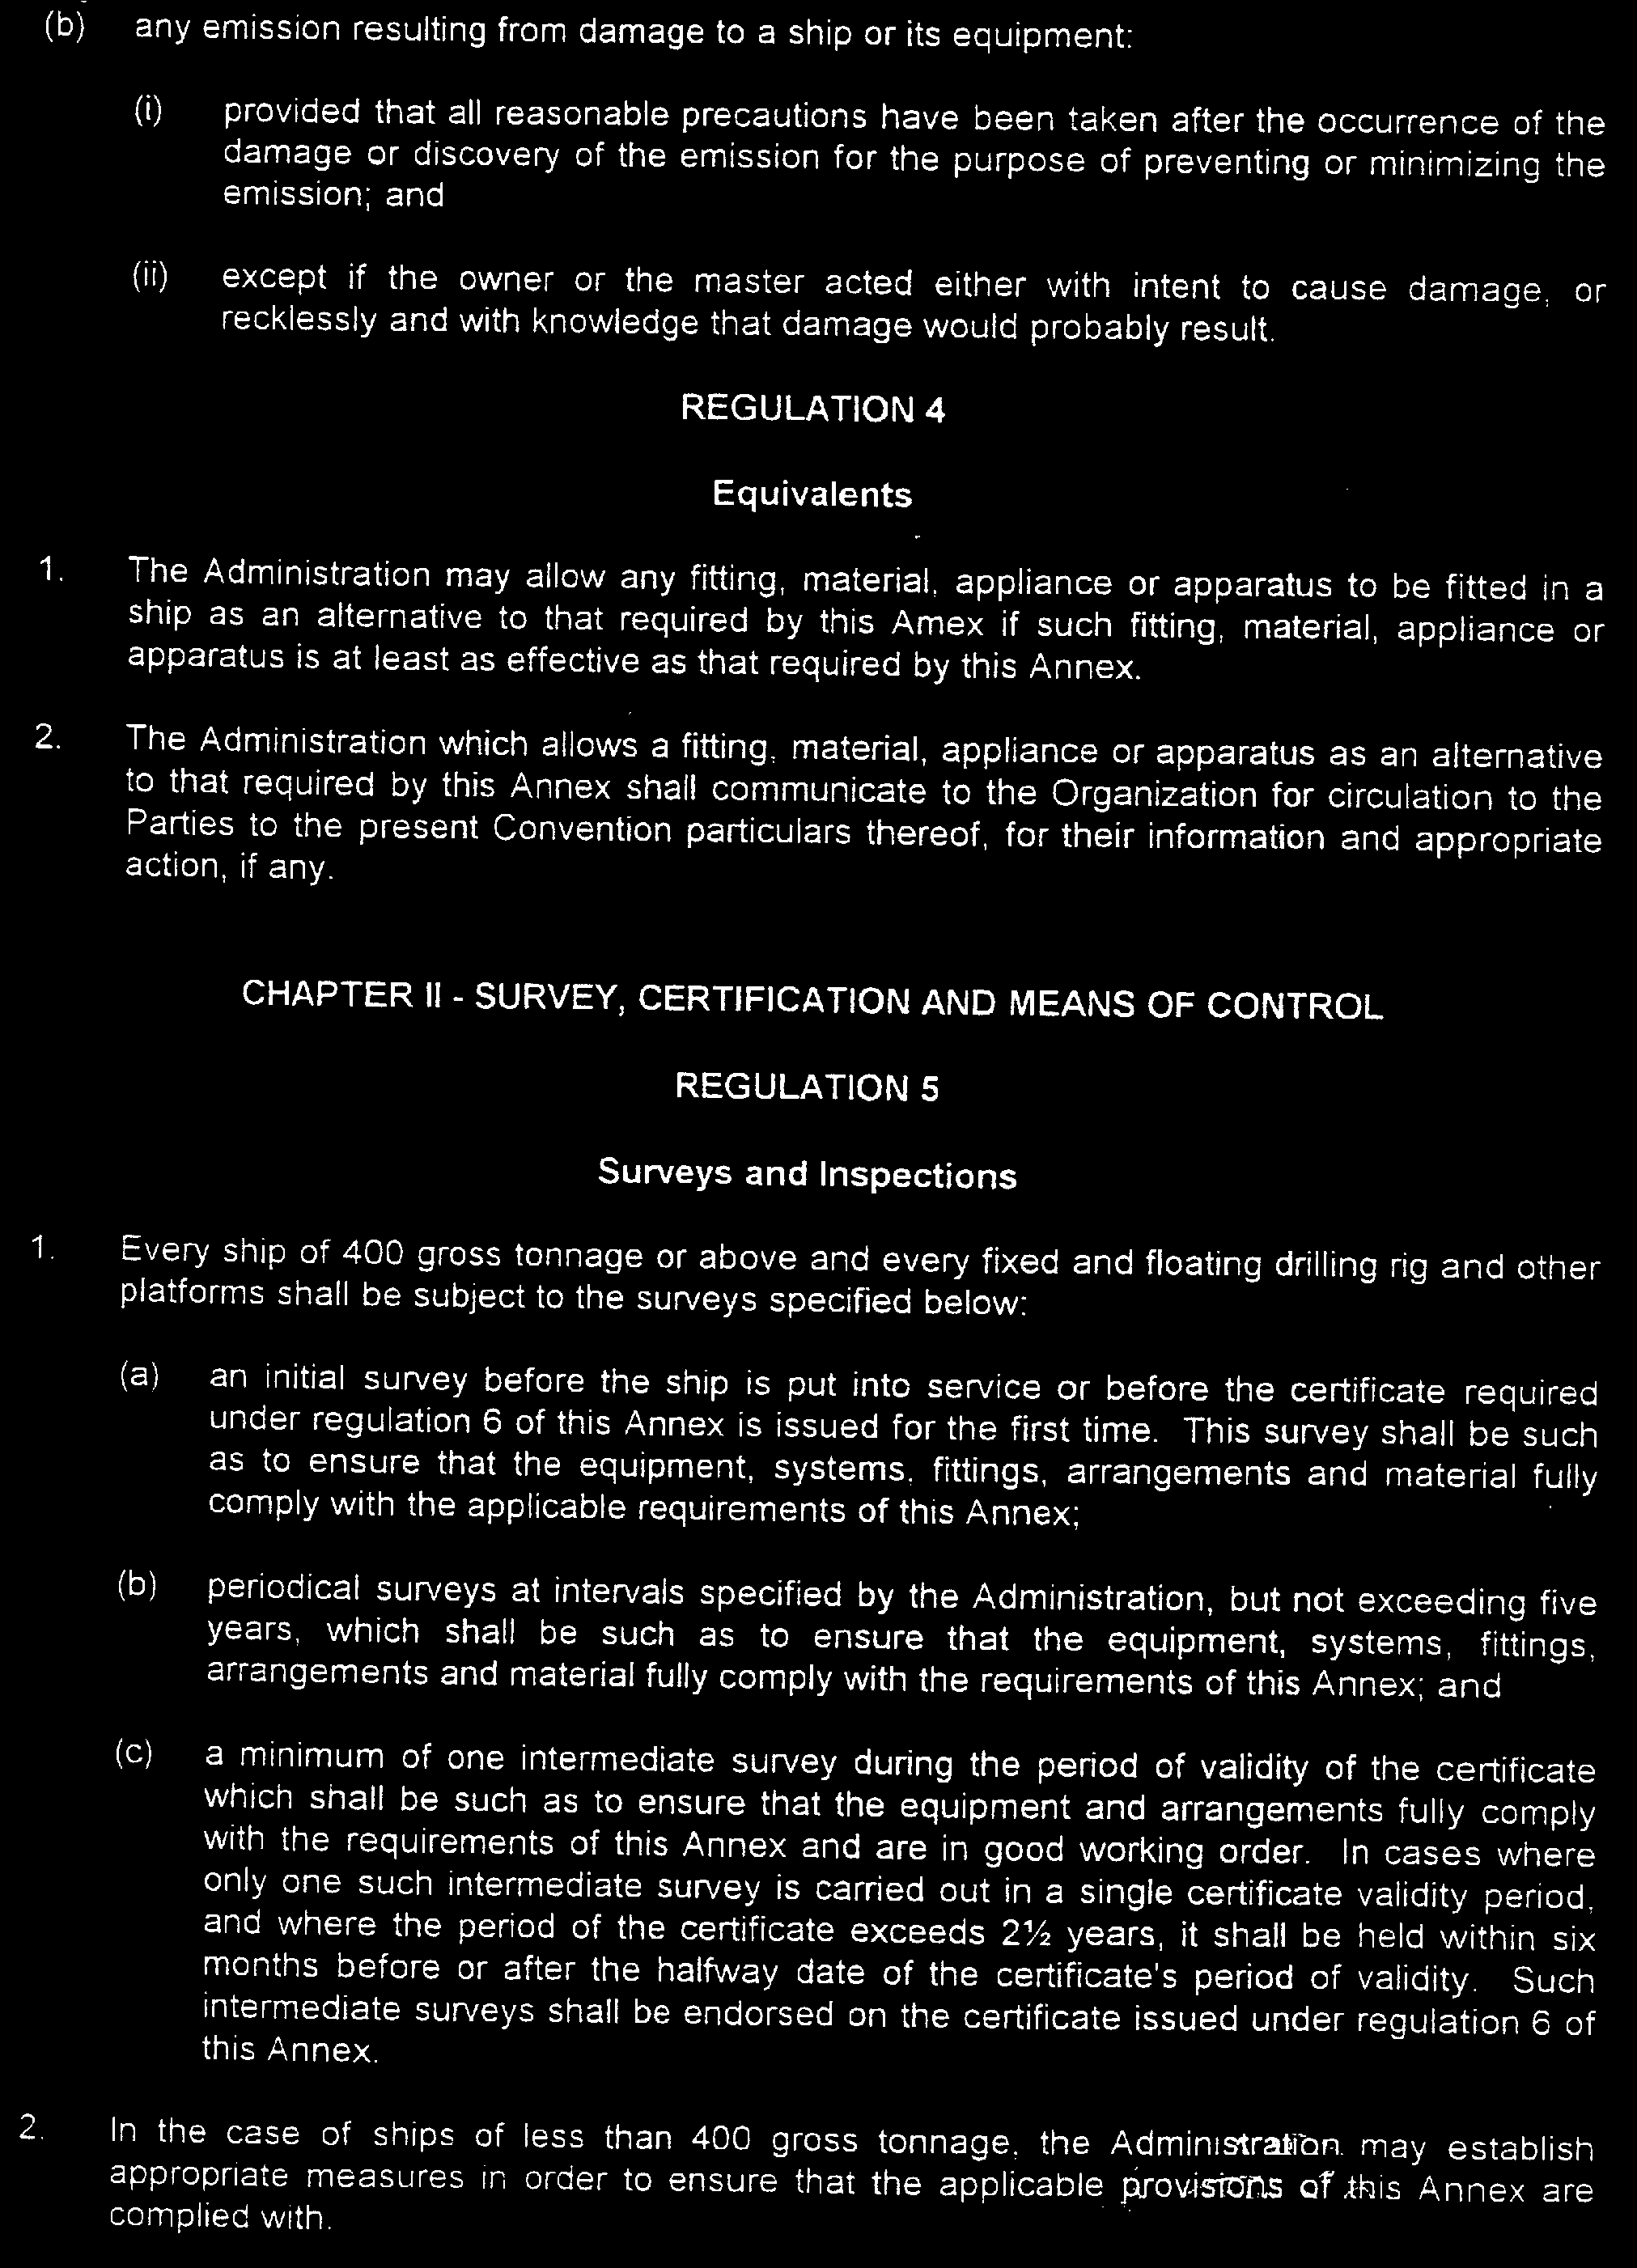 (b) any emission resulting from damage to a ship or its equipment:
(i) provided that all reasonable precautions have been taken after the occurrence of the
damage or discovery of the emission for the purpose of preventing or minimizing the
emission; and
(ii) except if the owner or the master acted either with intent to cause damage, or
recklessly and with knowledge that damage would probably result.
REGULATION 4
Equivalents
1. The Administration may allow any fitting, material, appliance or apparatus to be fitted in a
ship as an alternative to that required by this Amex if such fitting, material, appliance or
apparatus is at least as effective as that required by this Annex.
2. The Administration which allows a fitting, material, appliance or apparatus as an alternative
to that required by this Annex shall communicate to the Organization for circulation to the
Parties to the present Convention particulars thereof, for their information and appropriate
action, if any.
CHAPTER II - SURVEY, CERTIFICATION AND MEANS OF CONTROL
REGULATION 5
Surveys and Inspections
1. Every ship of 400 gross tonnage or above and every fixed and floating drilling rig and other
platforms shall be subject to the surveys specified below:
(a) an initial survey before the ship is put into service or before the certificate required
under regulation 6 of this Annex is issued for the first time. This survey shall be such
as to ensure that the equipment, systems, fittings, arrangements and material fully
comply with the applicable requirements of this Annex;
(b) periodical surveys at intervals specified by the Administration, but not exceeding five
years, which shall be such as to ensure that the equipment, systems, fittings,
arrangements and material fully comply with the requirements of this Annex; and
(c) a minimum of one intermediate survey during the period of validity of the certificate
which shall be such as to ensure that the equipment and arrangements fully comply
with the requirements of this Annex and are in good working order. In cases where
only one such intermediate survey is carried out in a single certificate validity period,
and where the period of the certificate exceeds 2½ years, it shall be held within six
months before or after the halfway date of the certificate's period of validity. Such
intermediate surveys shall be endorsed on the certificate issued under regulation 6 of
this Annex.
2. In the case of ships of less than 400 gross tonnage, the Administration may establish
appropriate measures in order to ensure that the applicable provisions of this Annex are
complied with.